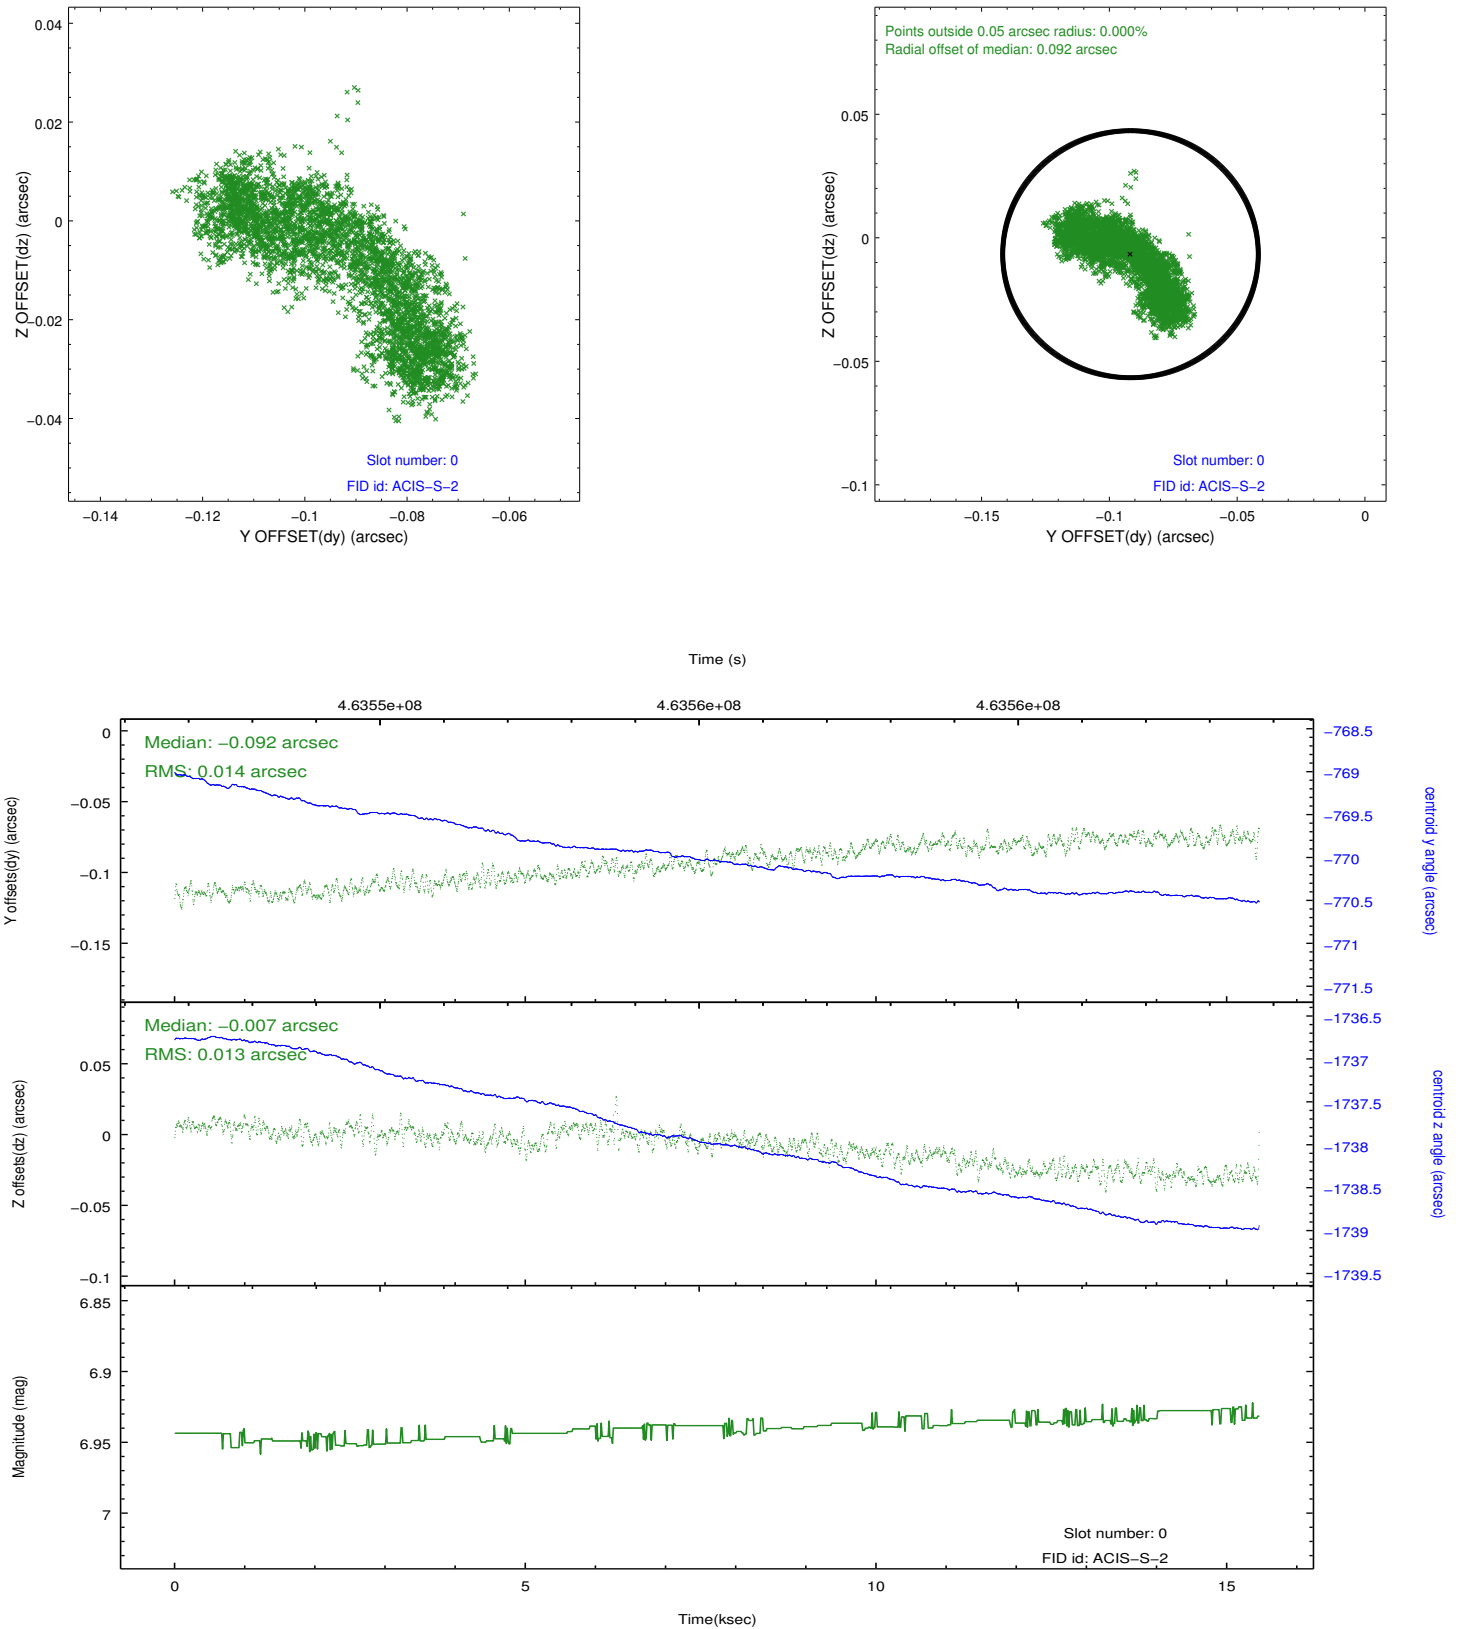 0.04
0.02
0
−0.02
−0.04
Z OFFSET(dz) (arcsec)
Slot number: 0
FID id: ACIS−S−2
−0.14
−0.12
−0.1
−0.08
−0.06
Y OFFSET(dy) (arcsec)
Points outside 0.05 arcsec radius: 0.000%
Radial offset of median: 0.092 arcsec
0.05
0
−0.05
−0.1
Z OFFSET(dz) (arcsec)
Slot number: 0
FID id: ACIS−S−2
−0.15
−0.1
−0.05
0
Y OFFSET(dy) (arcsec)
Time (s)
4.6355e+08
4.6356e+08
4.6356e+08
Median: −0.092 arcsec
RMS: 0.014 arcsec
0
−0.05
−0.1
−0.15
Y offsets(dy) (arcsec)
−768.5
−769
−769.5
−770
−770.5
−771
−771.5
centroid y angle (arcsec)
Median: −0.007 arcsec
RMS: 0.013 arcsec
0.05
0
−0.05
−0.1
Z offsets(dz) (arcsec)
−1736.5
−1737
−1737.5
−1738
−1738.5
−1739
−1739.5
centroid z angle (arcsec)
6.85
6.9
6.95
7
Magnitude (mag)
Slot number: 0
FID id: ACIS−S−2
0
5
10
15
Time(ksec)